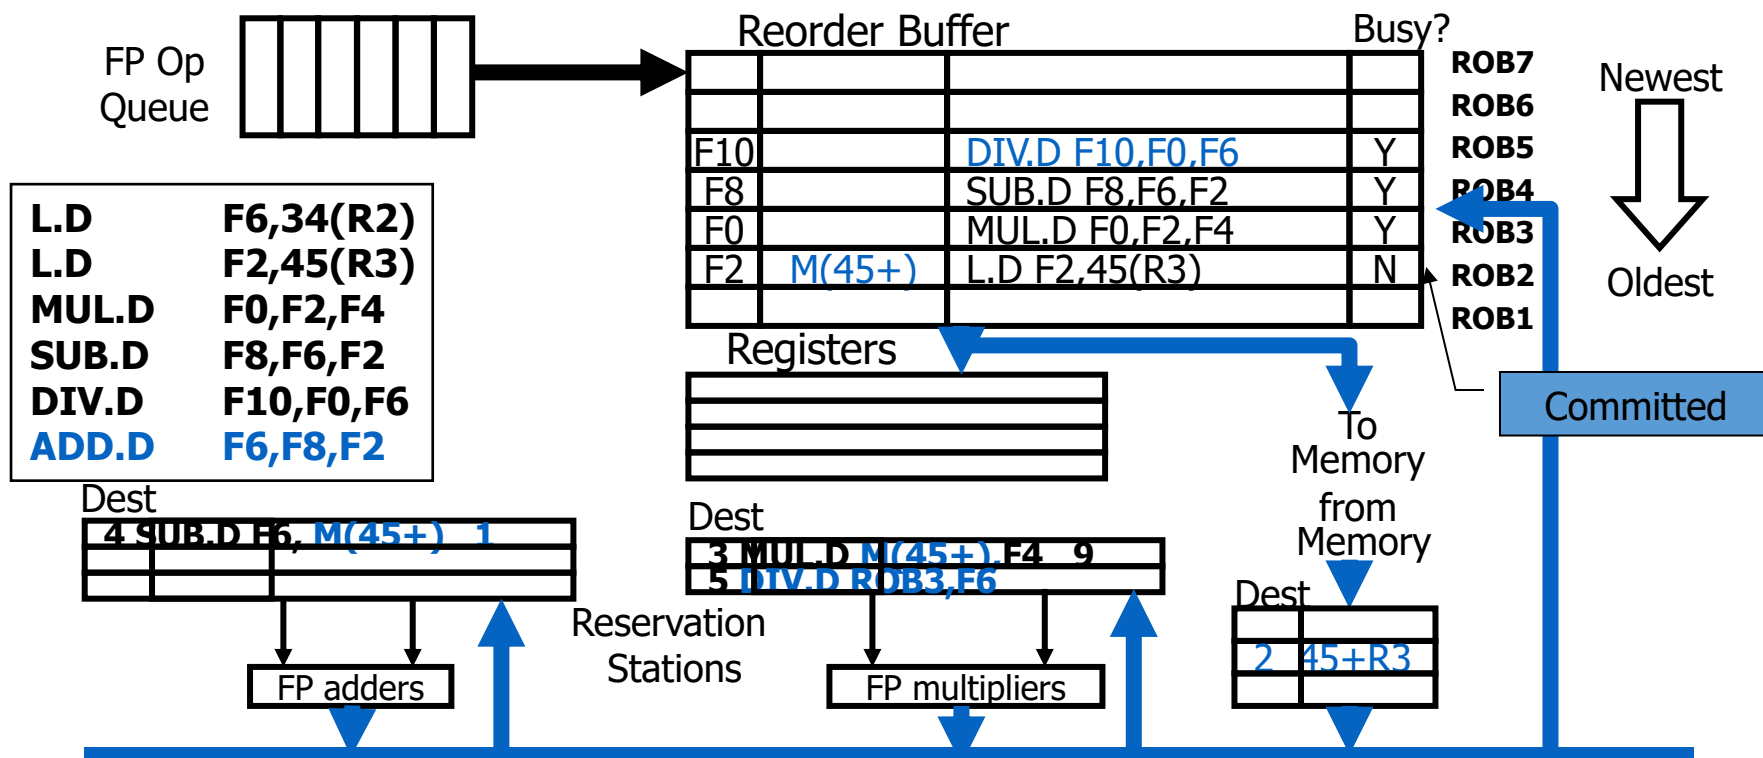 Reorder Buffer
Busy?
FP Op
Queue
ROB7
ROB6
F10 DIV.D F10,F0,F6 Y ROB5
F8 SUB.D F8,F6,F2 Y ROB4
F0 MUL.D F0,F2,F4 Y ROB3
F2 M(45+) L.D F2,45(R3) N ROB2
ROB1
Newest
Oldest
L.D F6,34(R2)
L.D F2,45(R3)
MUL.D F0,F2,F4
SUB.D F8,F6,F2
DIV.D F10,F0,F6
ADD.D F6,F8,F2
Registers
Committed
To
Memory
from
Memory
Dest
4 SUB.D F6, M(45+) 1
Dest
3 MUL.D M(45+),F4 9
5 DIV.D ROB3,F6
Dest
2 45+R3
Reservation
Stations
FP adders
FP multipliers